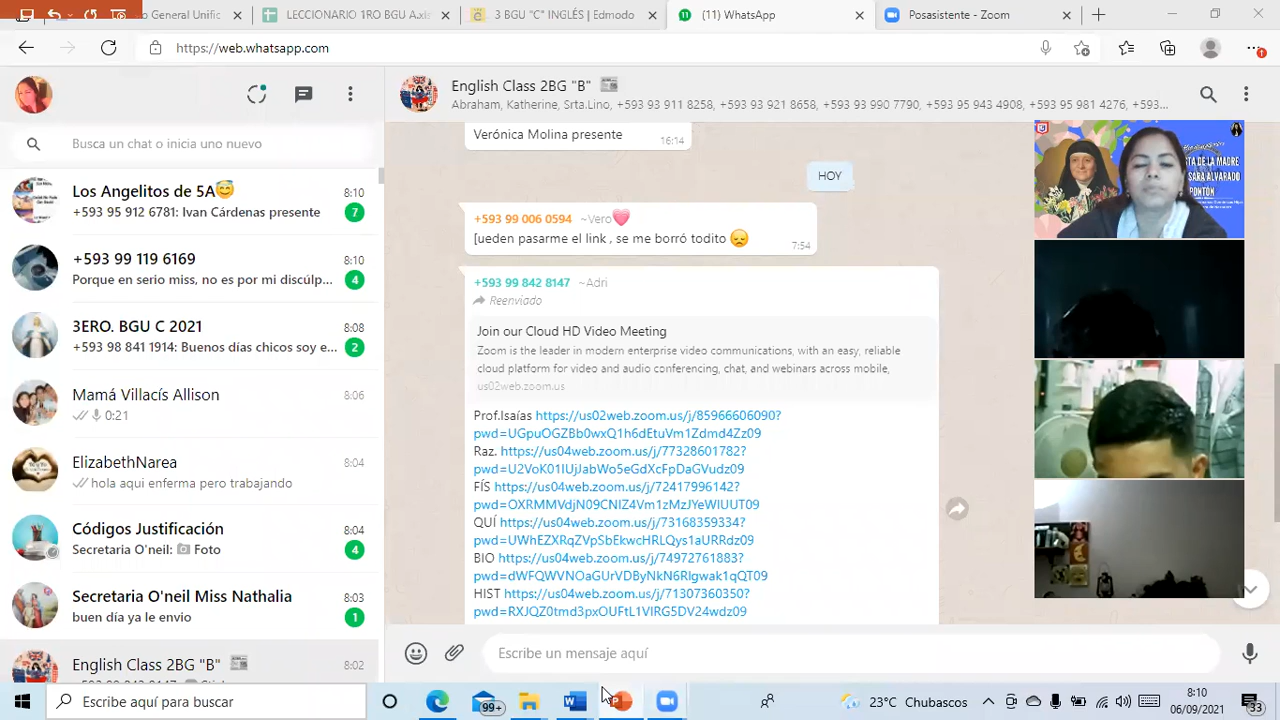 os General Unific
LECCIONARIO 1RO BGU A.xis
3 BGU "C" INGLÉS | Edmodo
(11) WhatsApp
Posasistente - Zoom
https://web.whatsapp.com
English Class 2BG "B"
Abraham, Katherine, Srta.Lino, +593 93 911 8258, +593 93 921 8658, +593 93 990 7790, +593 95 943 4908, +593 95 981 4276, +593...
Busca un chat o inicia uno nuevo
Los Angelitos de 5A😇 8:10
+593 95 912 6781: Ivan Cárdenas presente 7
+593 99 119 6169 8:10
Porque en serio miss, no es por mi discúlp... 4
3ERO. BGU C 2021 8:08
+593 98 841 1914: Buenos días chicos soy e... 2
Mamá Villacís Allison 8:06
0:21
ElizabethNarea 8:04
hola aqui enferma pero trabajando
Códigos Justificación 8:04
Secretaria O'neil: Foto 4
Secretaria O'neil Miss Nathalia 8:03
buen día ya le envio 1
English Class 2BG "B" 8:02
Verónica Molina presente 16:14
HOY
+593 99 006 0594 ~Vero
[ueden pasarme el link , se me borró todito 😞 7:54
+593 99 842 8147 ~Adri
Reenviado
Join our Cloud HD Video Meeting
Zoom is the leader in modern enterprise video communications, with an easy, reliable
cloud platform for video and audio conferencing, chat, and webinars across mobile,
us02web.zoom.us
Prof.Isaías https://us02web.zoom.us/j/85966606090?
pwd=UGpuOGZBb0wxQ1h6dEtuVm1Zdmd4Zz09
Raz. https://us04web.zoom.us/j/77328601782?
pwd=U2VoK01IUjJabWo5eGdXcFpDaGVudz09
FÍS https://us04web.zoom.us/j/72417996142?
pwd=OXRMMVdjN09CNlZ4Vm1zMzJYeWlUUT09
QUÍ https://us04web.zoom.us/j/73168359334?
pwd=UWhEZXRqZVpSbEkwcHRLQys1aURRdz09
BIO https://us04web.zoom.us/j/74972761883?
pwd=dWFQWVNOaGUrVDByNkN6Rlgwak1qQT09
HIST https://us04web.zoom.us/j/71307360350?
pwd=RXJQZ0tmd3pxOUFtL1VIRG5DV24wdz09
STA DE LA MADRE
SARA ALVARADO
PONTÓN
Escribe un mensaje aquí
Escribe aquí para buscar
99+
23°C Chubascos
8:10
06/09/2021
33